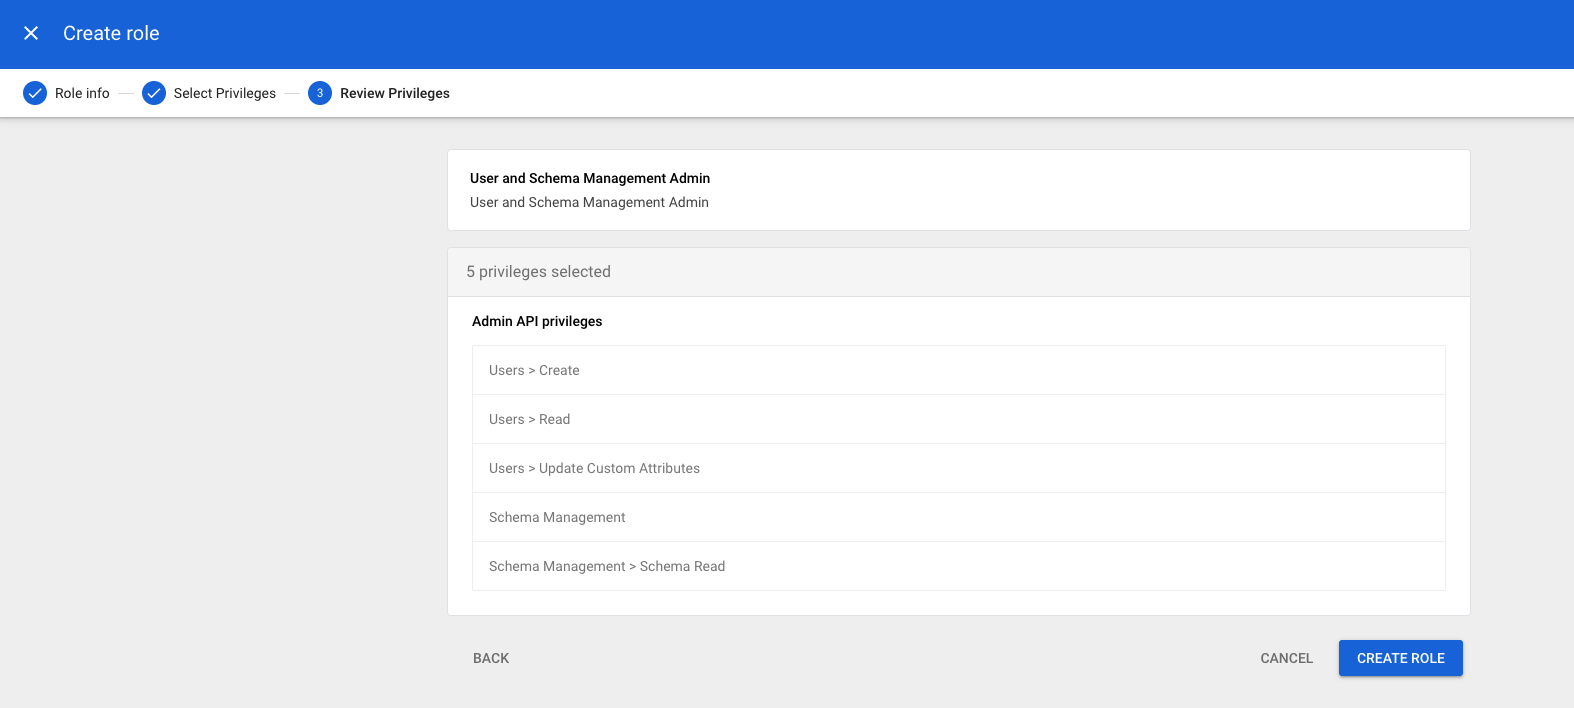 Create role
Role info
Select Privileges
3
Review Privileges
User and Schema Management Admin
User and Schema Management Admin
5 privileges selected
Admin API privileges
Users > Create
Users > Read
Users > Update Custom Attributes
Schema Management
Schema Management > Schema Read
BACK
CANCEL
CREATE ROLE